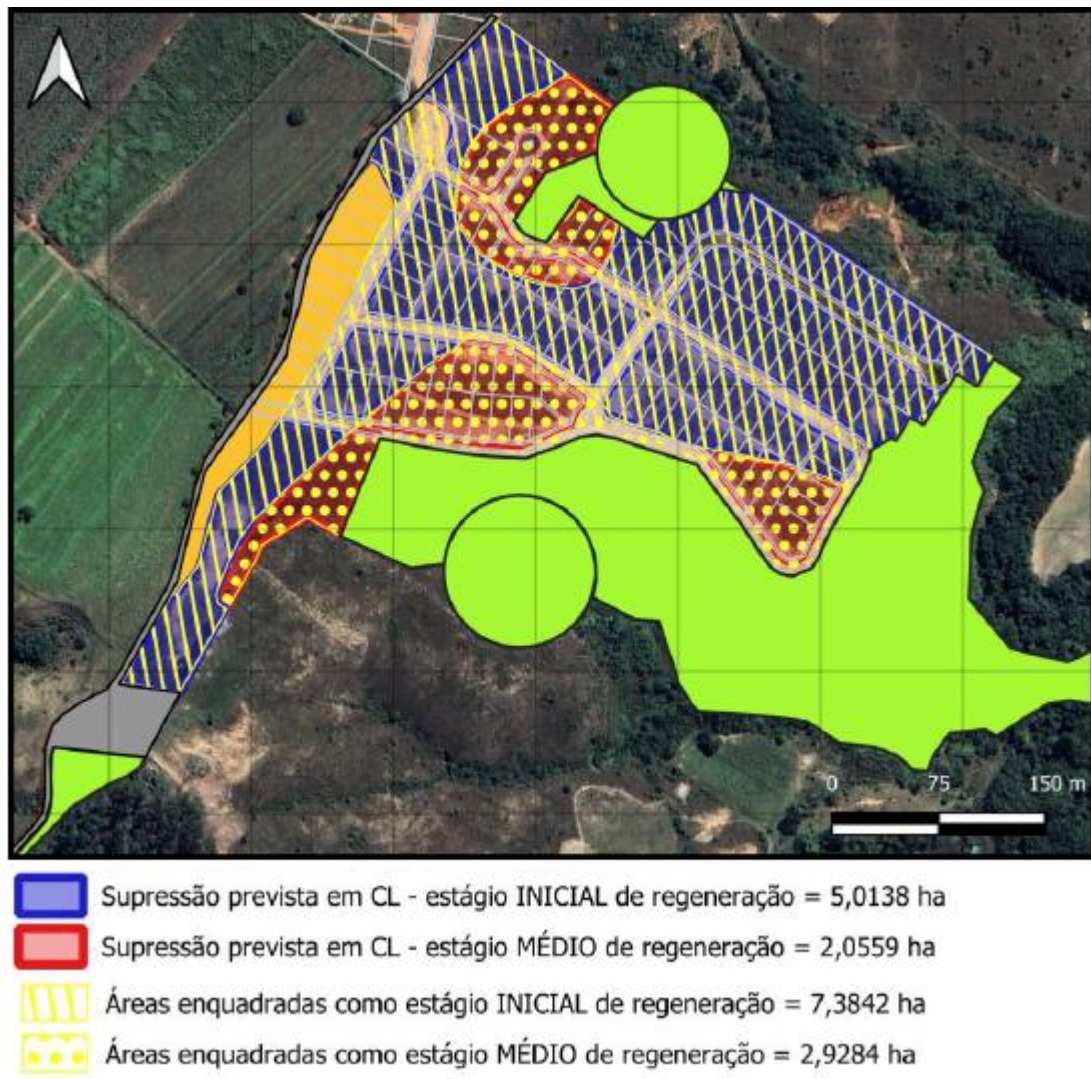 0 75 150 m
Supressão prevista em CL - estágio INICIAL de regeneração = 5,0138 ha
Supressão prevista em CL - estágio MÉDIO de regeneração = 2,0559 ha
Áreas enquadradas como estágio INICIAL de regeneração = 7,3842 ha
Áreas enquadradas como estágio MÉDIO de regeneração = 2,9284 ha